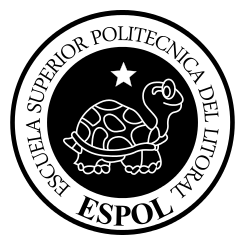 ESCUELA SUPERIOR POLITECNICA DEL LITORAL
ESPOL